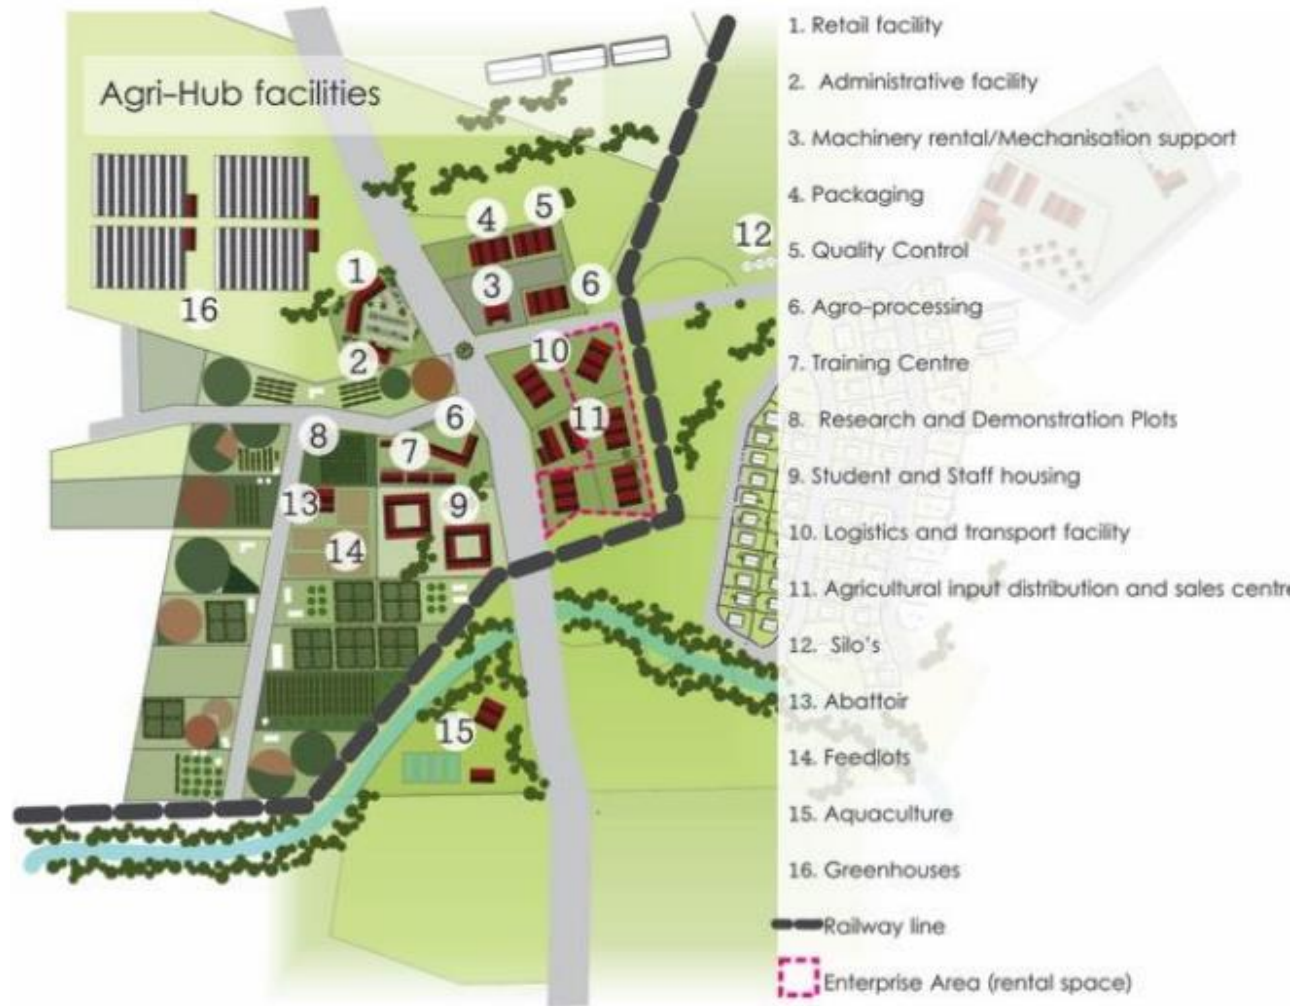 Agri-Hub facilities
1
2
3
4
5
6
12
16
10
11
6
7
8
9
13
14
15
1. Retail facility
2. Administrative facility
3. Machinery rental/Mechanisation support
4. Packaging
5. Quality Control
6. Agro-processing
7. Training Centre
8. Research and Demonstration Plots
9. Student and Staff housing
10. Logistics and transport facility
11. Agricultural input distribution and sales centre
12. Silo's
13. Abattoir
14. Feedlots
15. Aquaculture
16. Greenhouses
Railway line
Enterprise Area (rental space)